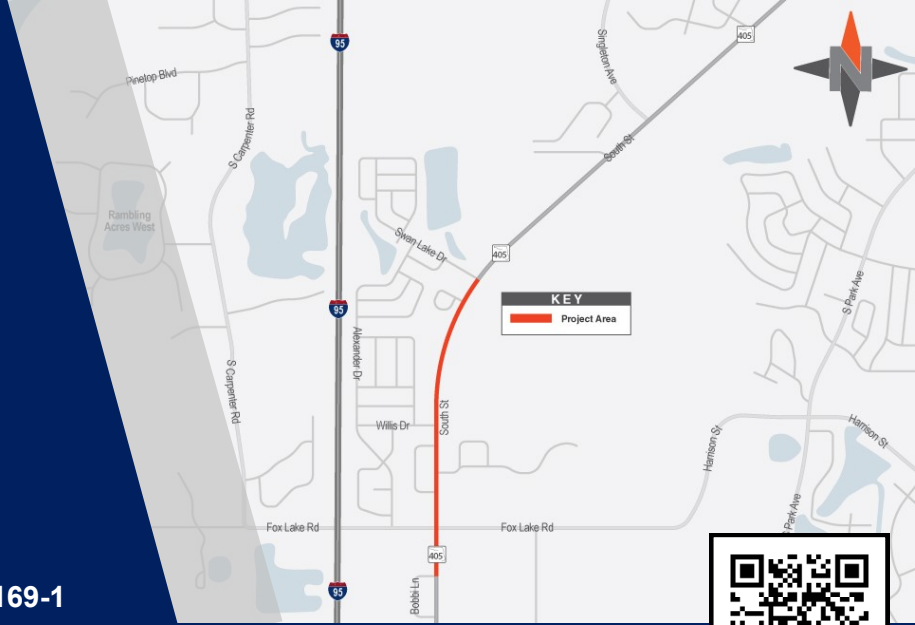 95
405
Singleton Ave
N
Pinetop Blvd
S Carpenter Rd
South St
Rambling
Acres West
Swan Lake Dr
405
KEY
Project Area
S Park Ave
95
Alexander Dr
S Carpenter Rd
South St
Willis Dr
Harrison St
Harrison St
Fox Lake Rd
Fox Lake Rd
S Park Ave
405
Bobbi Ln
95
169-1